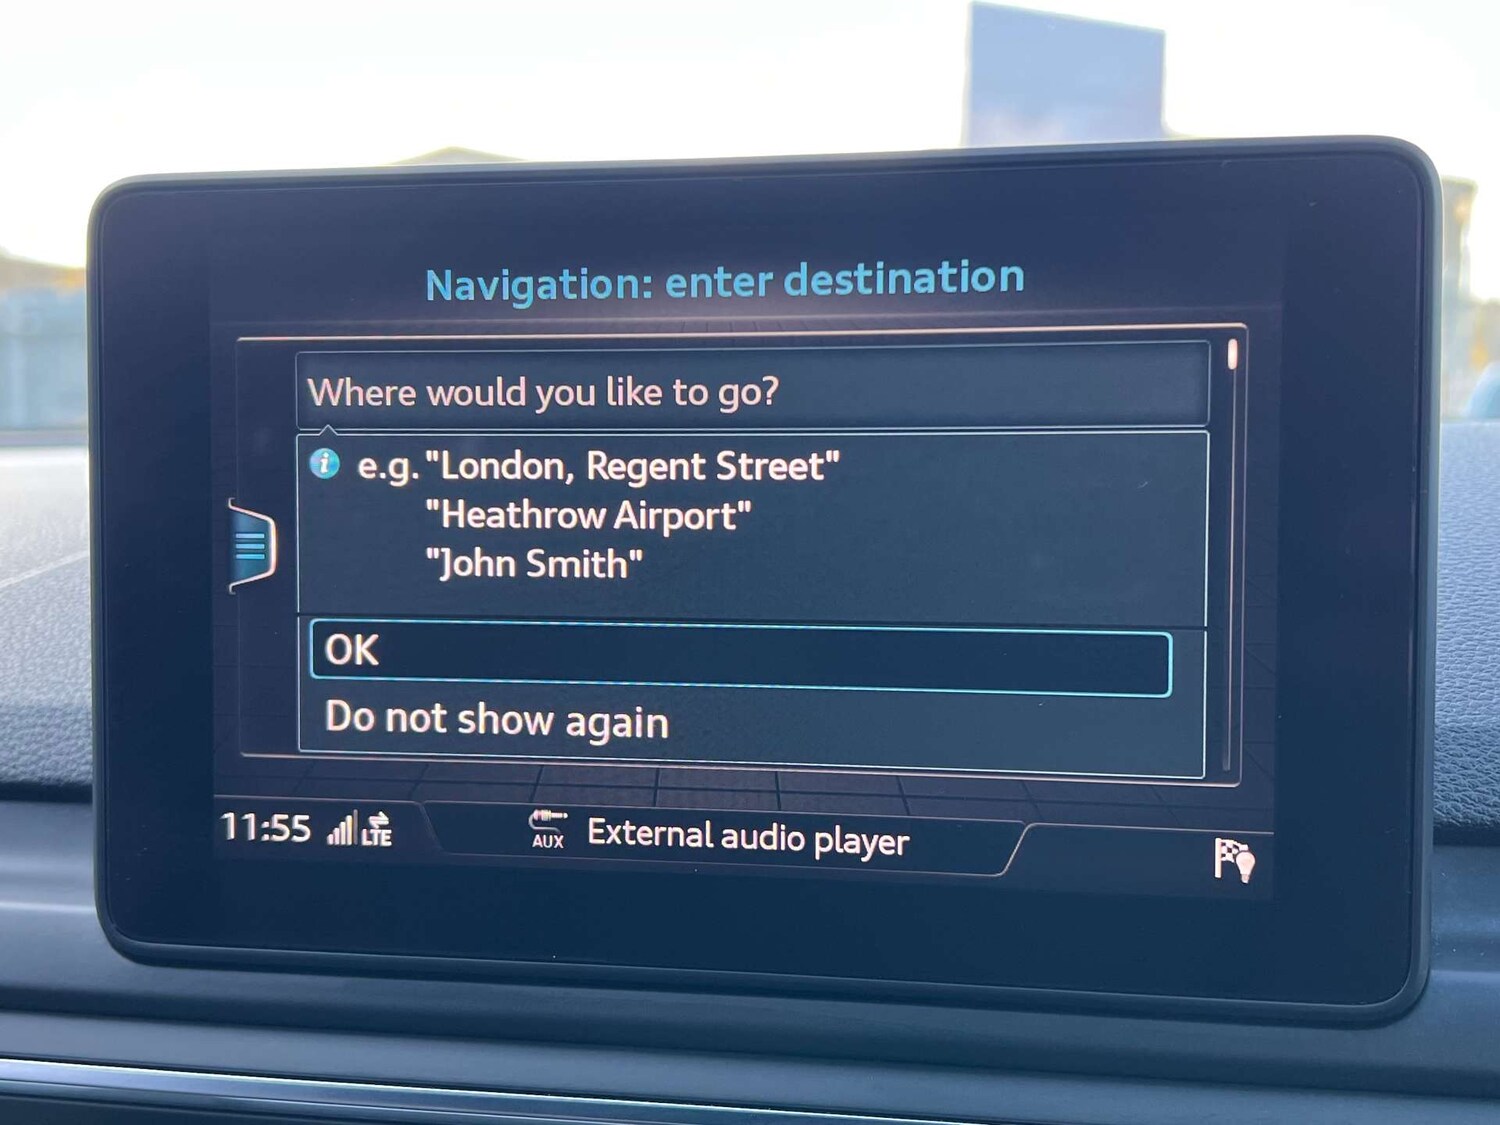 Navigation: enter destination
Where would you like to go?
e.g. "London, Regent Street"
"Heathrow Airport"
"John Smith"
OK
Do not show again
11:55 LTE AUX External audio player